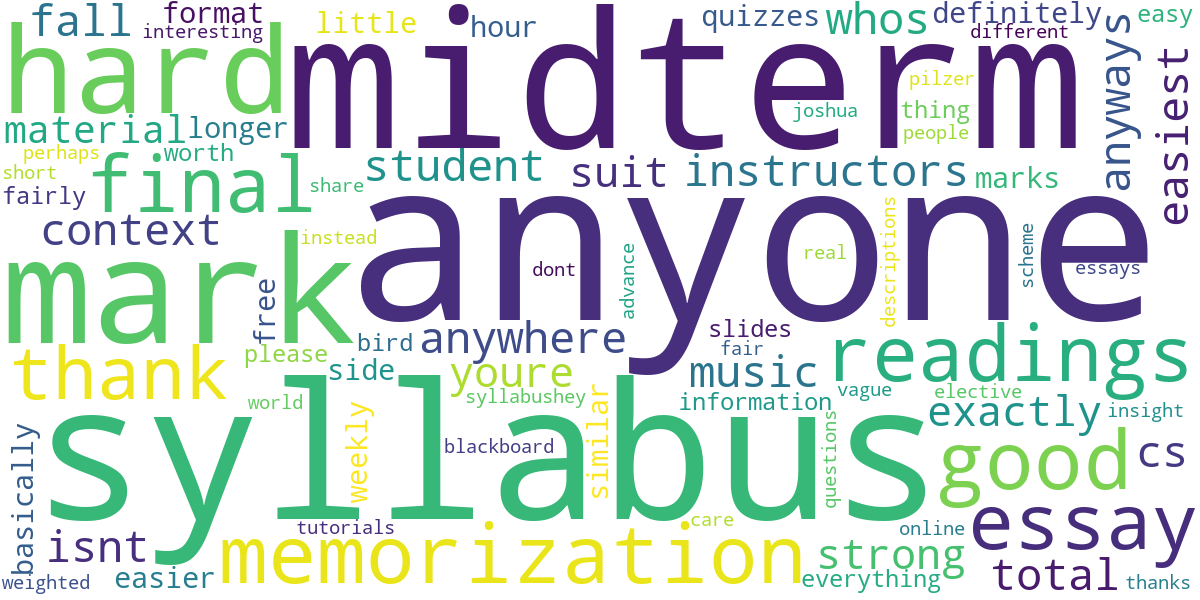 fall
format
interesting
little
hour
quizzes
whos
definitely
different
easy
hard
midterm
anyways
easiest
pilzer
joshua
thing
people
material
longer
perhaps
worth
short
fairly
final
share
student
suit
instructors
marks
anyone
context
instead
dont
advance
real
descriptions
scheme
essays
mark
free
bird
anywhere
slides
fair
readings
thank
please
side
youre
music
vague
elective
world
syllabushey
information
exactly
insight
syllabus
weekly
blackboard
similar
questions
good
cs
basically
isnt
tutorials
memorization
care
online
essay
strong
weighted
easier
everything
total
thanks